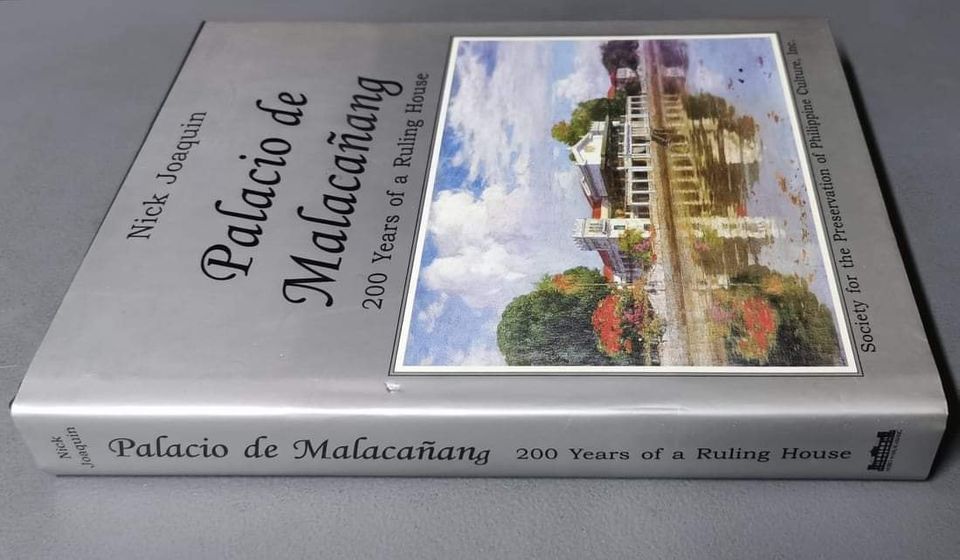 Nick Joaquin
Palacio de
Malacañang
200 Years of a Ruling House
Society for the Preservation of Philippine Culture, Inc.
Nick
Joaquin
Palacio de Malacañang
200 Years of a Ruling House